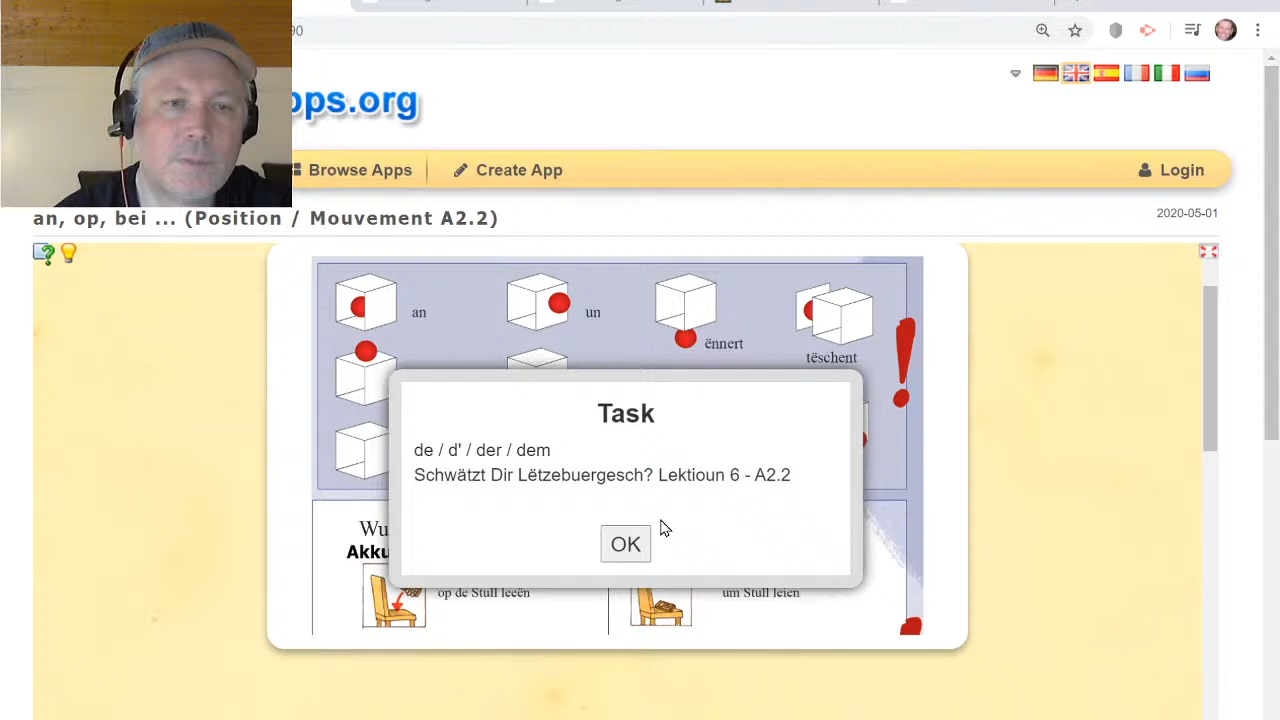 90
pps.org
Browse Apps
Create App
Login
an, op, bei ... (Position / Mouvement A2.2)
2020-05-01
an
un
ënnert
tëschent
Task
de / d' / der / dem
Schwätzt Dir Lëtzebuergesch? Lektioun 6 - A2.2
OK
Wu
Akku
op de Stull leeën
um Stull leien